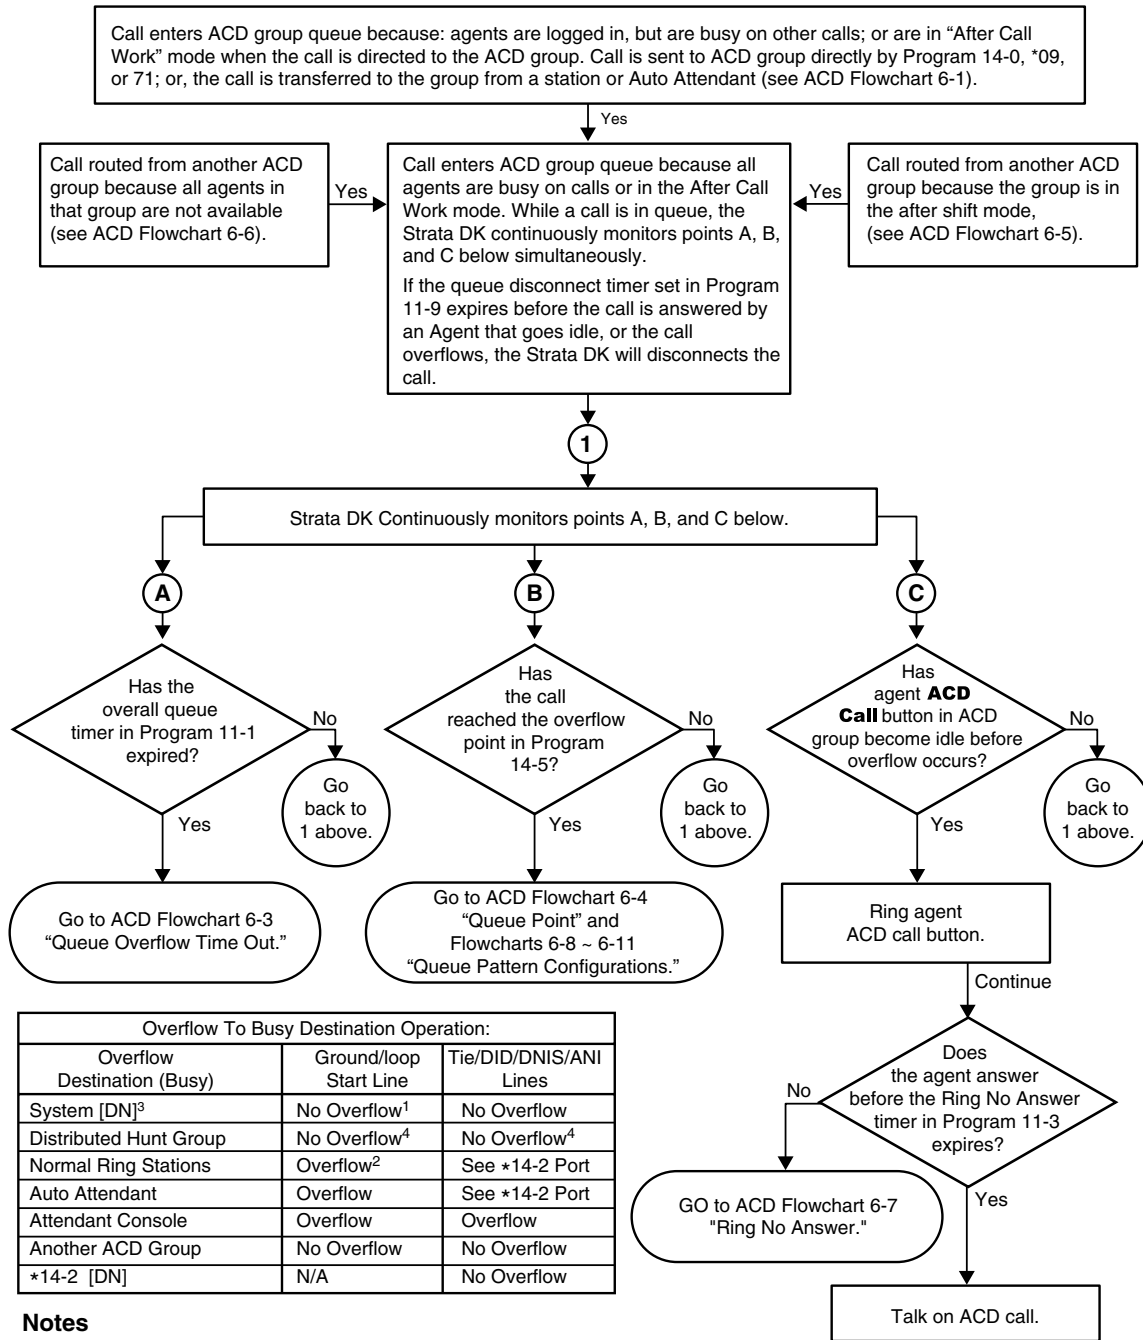 Call enters ACD group queue because: agents are logged in, but are busy on other calls; or are in “After Call
Work” mode when the call is directed to the ACD group. Call is sent to ACD group directly by Program 14-0, *09,
or 71; or, the call is transferred to the group from a station or Auto Attendant (see ACD Flowchart 6-1).
Yes
Call routed from another ACD
group because all agents in
that group are not available
(see ACD Flowchart 6-6).
Yes
Call enters ACD group queue because all
agents are busy on calls or in the After Call
Work mode. While a call is in queue, the
Strata DK continuously monitors points A, B,
and C below simultaneously.
If the queue disconnect timer set in Program
11-9 expires before the call is answered by
an Agent that goes idle, or the call
overflows, the Strata DK will disconnects the
call.
Yes
Call routed from another ACD
group because the group is in
the after shift mode,
(see ACD Flowchart 6-5).
1
Strata DK Continuously monitors points A, B, and C below.
A
B
C
Has the
overall queue
timer in Program 11-1
expired?
No
Go
back to
1 above.
Yes
Go to ACD Flowchart 6-3
“Queue Overflow Time Out.”
Has
the call
reached the overflow
point in Program
14-5?
No
Go
back to
1 above.
Yes
Go to ACD Flowchart 6-4
“Queue Point” and
Flowcharts 6-8 ~ 6-11
“Queue Pattern Configurations.”
Has
agent ACD
Call button in ACD
group become idle before
overflow occurs?
No
Go
back to
1 above.
Yes
Ring agent
ACD call button.
Continue
Does
the agent answer
before the Ring No Answer
timer in Program 11-3
expires?
No
GO to ACD Flowchart 6-7
"Ring No Answer."
Yes
Talk on ACD call.
Overflow To Busy Destination Operation:
Overflow Destination (Busy) Ground/loop Start Line Tie/DID/DNIS/ANI Lines
System [DN]³ No Overflow¹ No Overflow
Distributed Hunt Group No Overflow⁴ No Overflow⁴
Normal Ring Stations Overflow² See *14-2 Port
Auto Attendant Overflow See *14-2 Port
Attendant Console Overflow Overflow
Another ACD Group No Overflow No Overflow
*14-2 [DN] N/A No Overflow
Notes